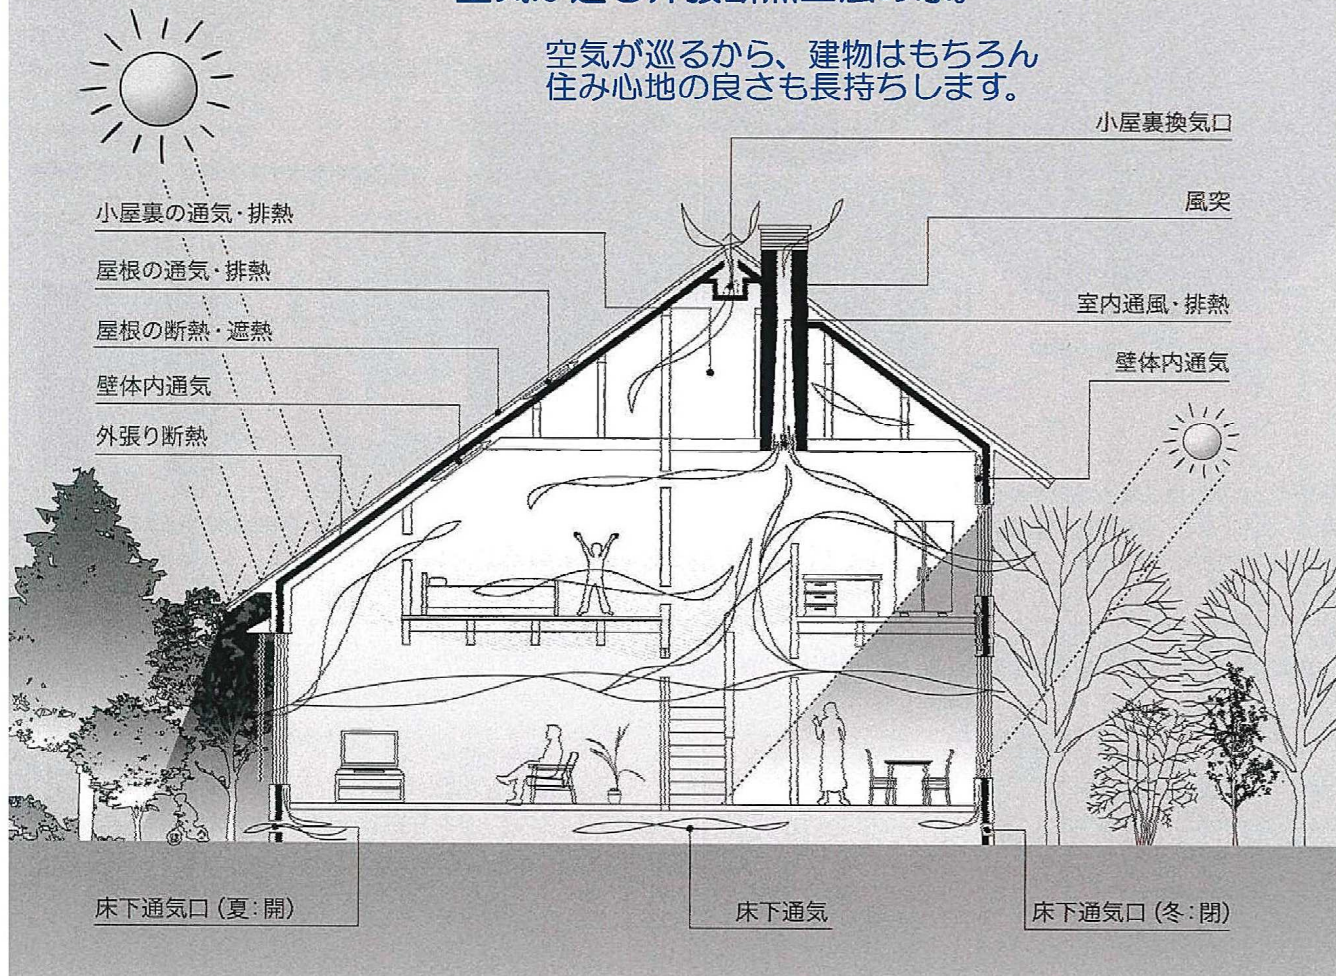 空気が巡るから、建物はもちろん
住み心地の良さも長持ちします。
小屋裏換気口
風突
小屋裏の通気・排熱
屋根の通気・排熱
室内通風・排熱
屋根の断熱・遮熱
壁体内通気
壁体内通気
外張り断熱
床下通気口（夏：開）
床下通気
床下通気口（冬：閉）